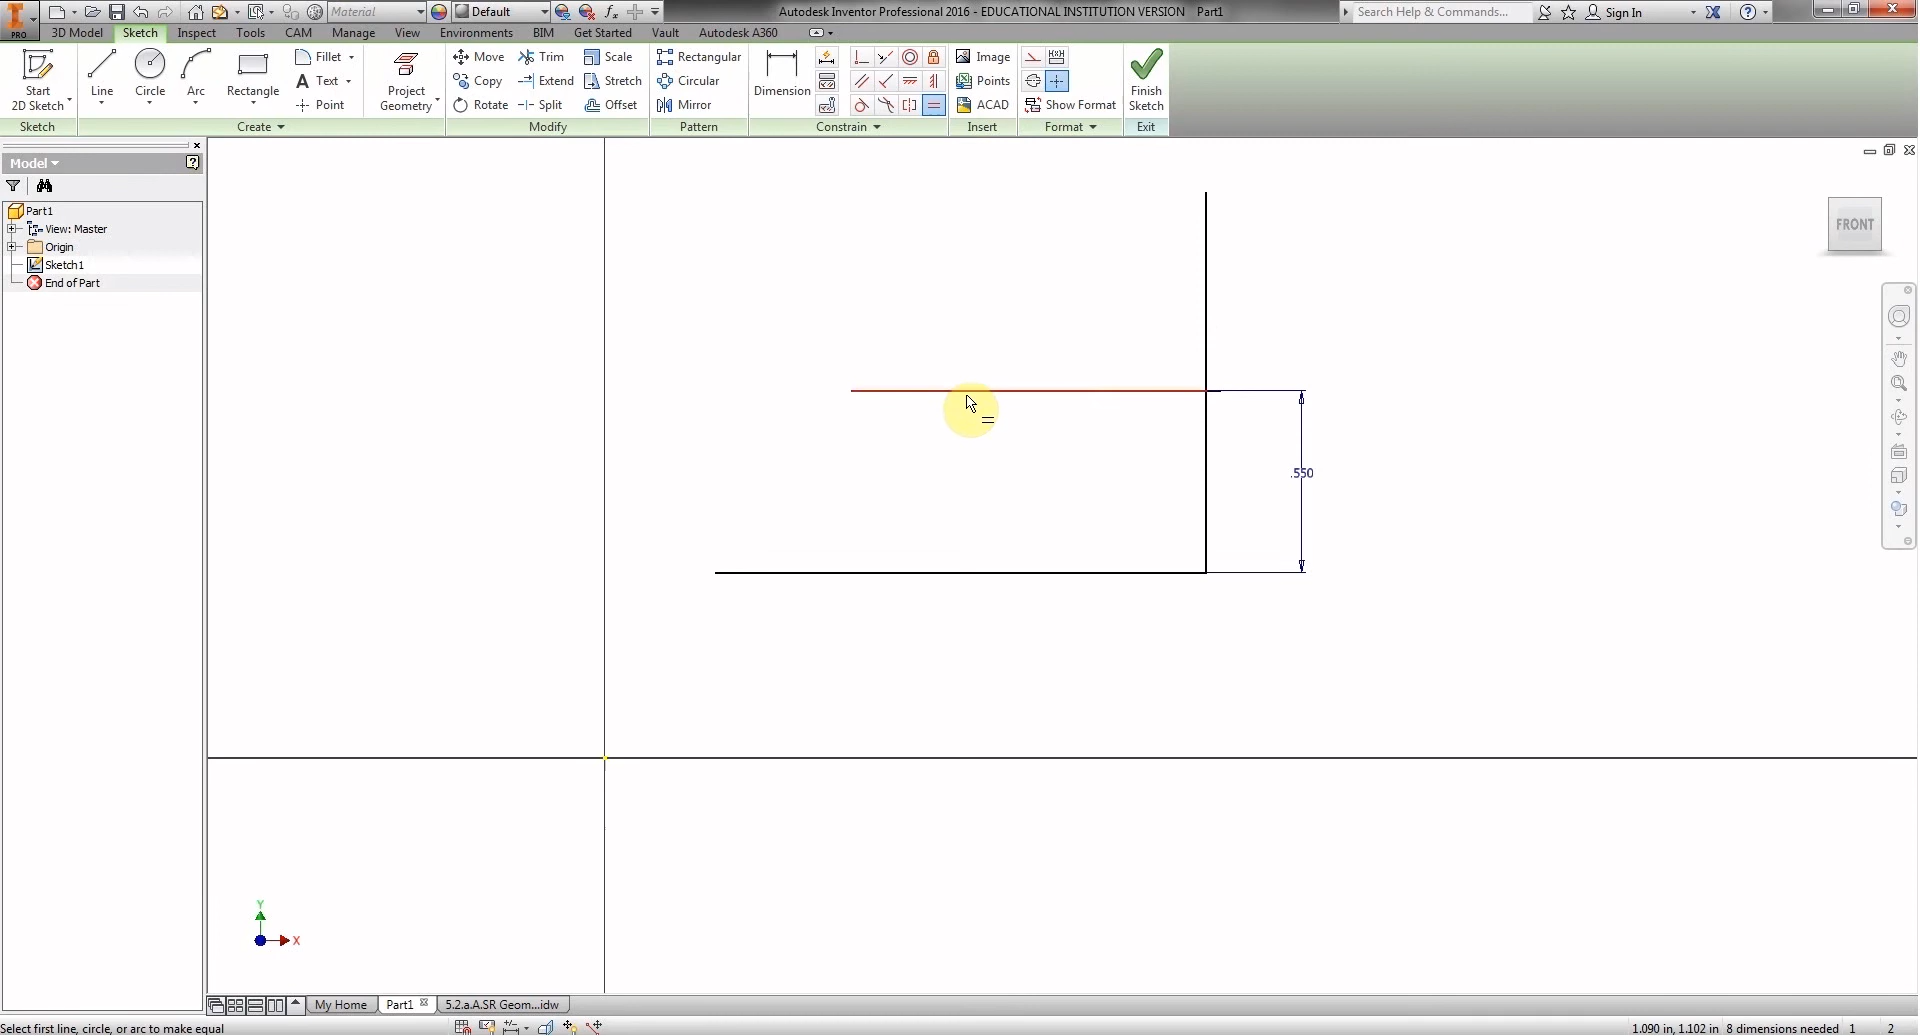 Material
Default
Autodesk Inventor Professional 2016 - EDUCATIONAL INSTITUTION VERSION Part1
Search Help & Commands...
Sign In
PRO
3D Model Sketch Inspect Tools CAM Manage View Environments BIM Get Started Vault Autodesk A360
Start
2D Sketch
Line
Circle
Arc
Rectangle
Fillet
Text
Point
Project
Geometry
Move
Copy
Rotate
Trim
Extend
Split
Scale
Stretch
Offset
Rectangular
Circular
Mirror
Dimension
Image
Points
ACAD
Show Format
Finish
Sketch
Sketch
Create
Modify
Pattern
Constrain
Insert
Format
Exit
Model
Part1
View: Master
Origin
Sketch1
End of Part
FRONT
.550
Y
X
My Home
Part1
5.2.a.A.SR Geom...idw
Select first line, circle, or arc to make equal
1.090 in, 1.102 in 8 dimensions needed 1 2